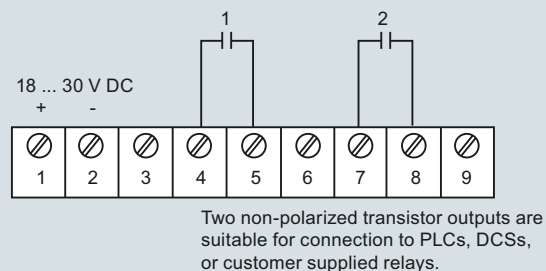 1 2
18 ... 30 V DC
+ -
1 2 3 4 5 6 7 8 9
Two non-polarized transistor outputs are
suitable for connection to PLCs, DCSs,
or customer supplied relays.